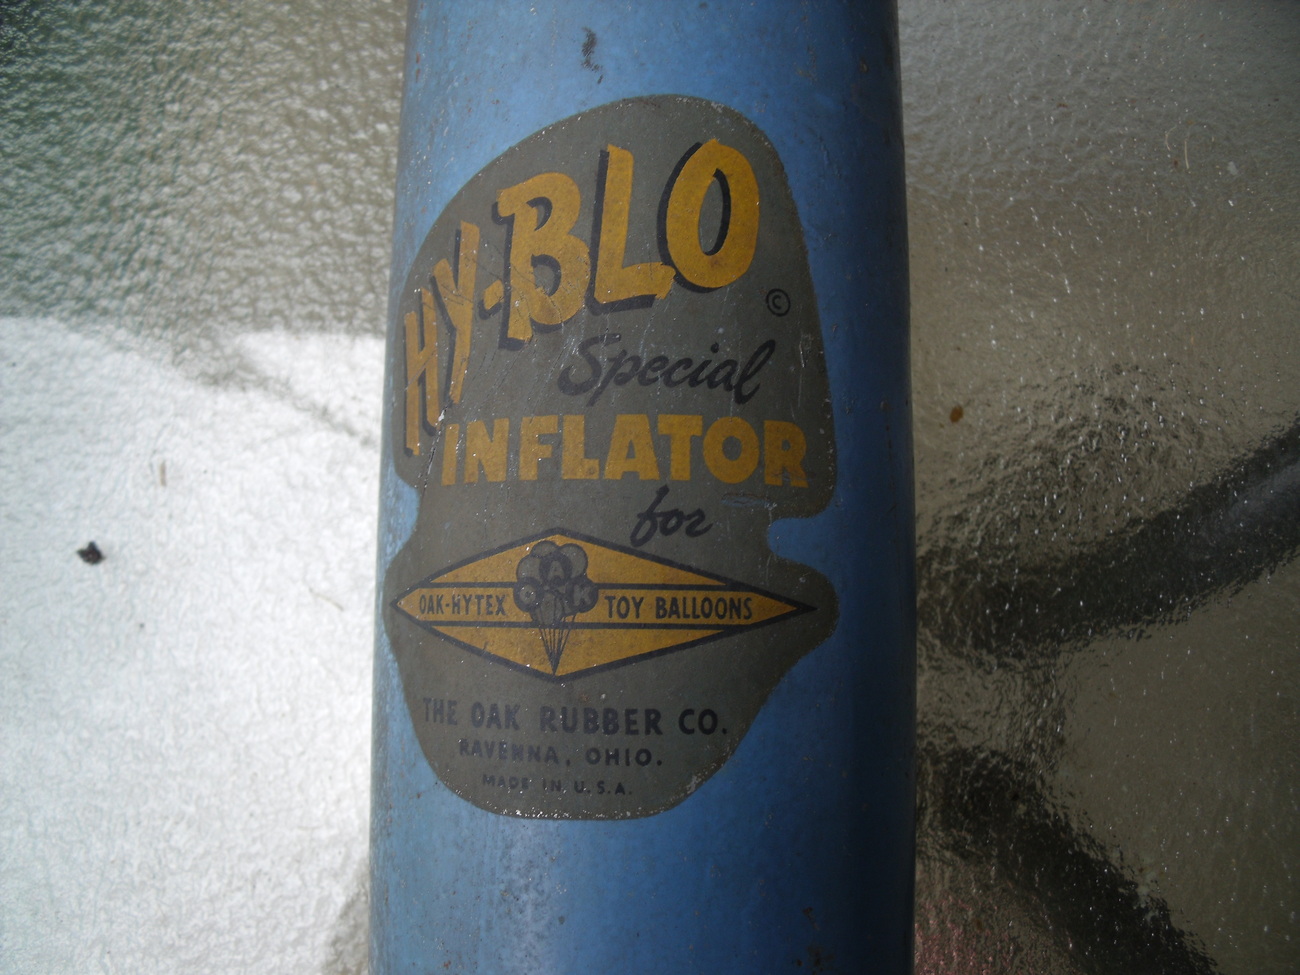 HY-BLO
©
Special
INFLATOR
for
OAK
OAK-HYTEX TOY BALLOONS
THE OAK RUBBER CO.
RAVENNA, OHIO.
MADE IN U.S.A.